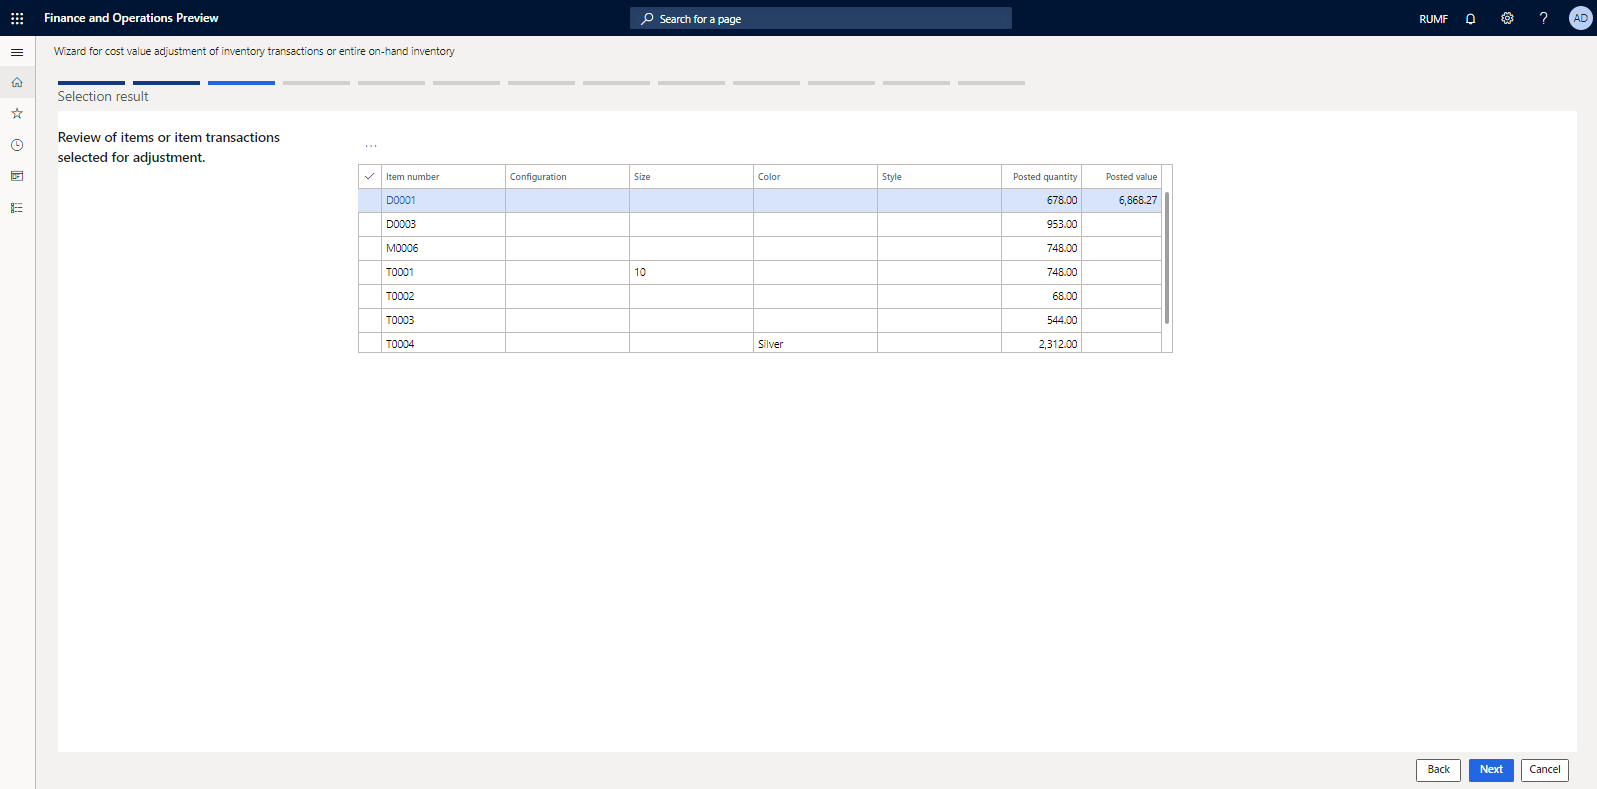 Finance and Operations Preview
Search for a page
RUMF
?
AD
Wizard for cost value adjustment of inventory transactions or entire on-hand inventory
Selection result
Review of items or item transactions
selected for adjustment.
...
Item number Configuration Size Color Style Posted quantity Posted value
D0001 678.00 6,868.27
D0003 953.00
M0006 748.00
T0001 10 748.00
T0002 68.00
T0003 544.00
T0004 Silver 2,312.00
Back Next Cancel